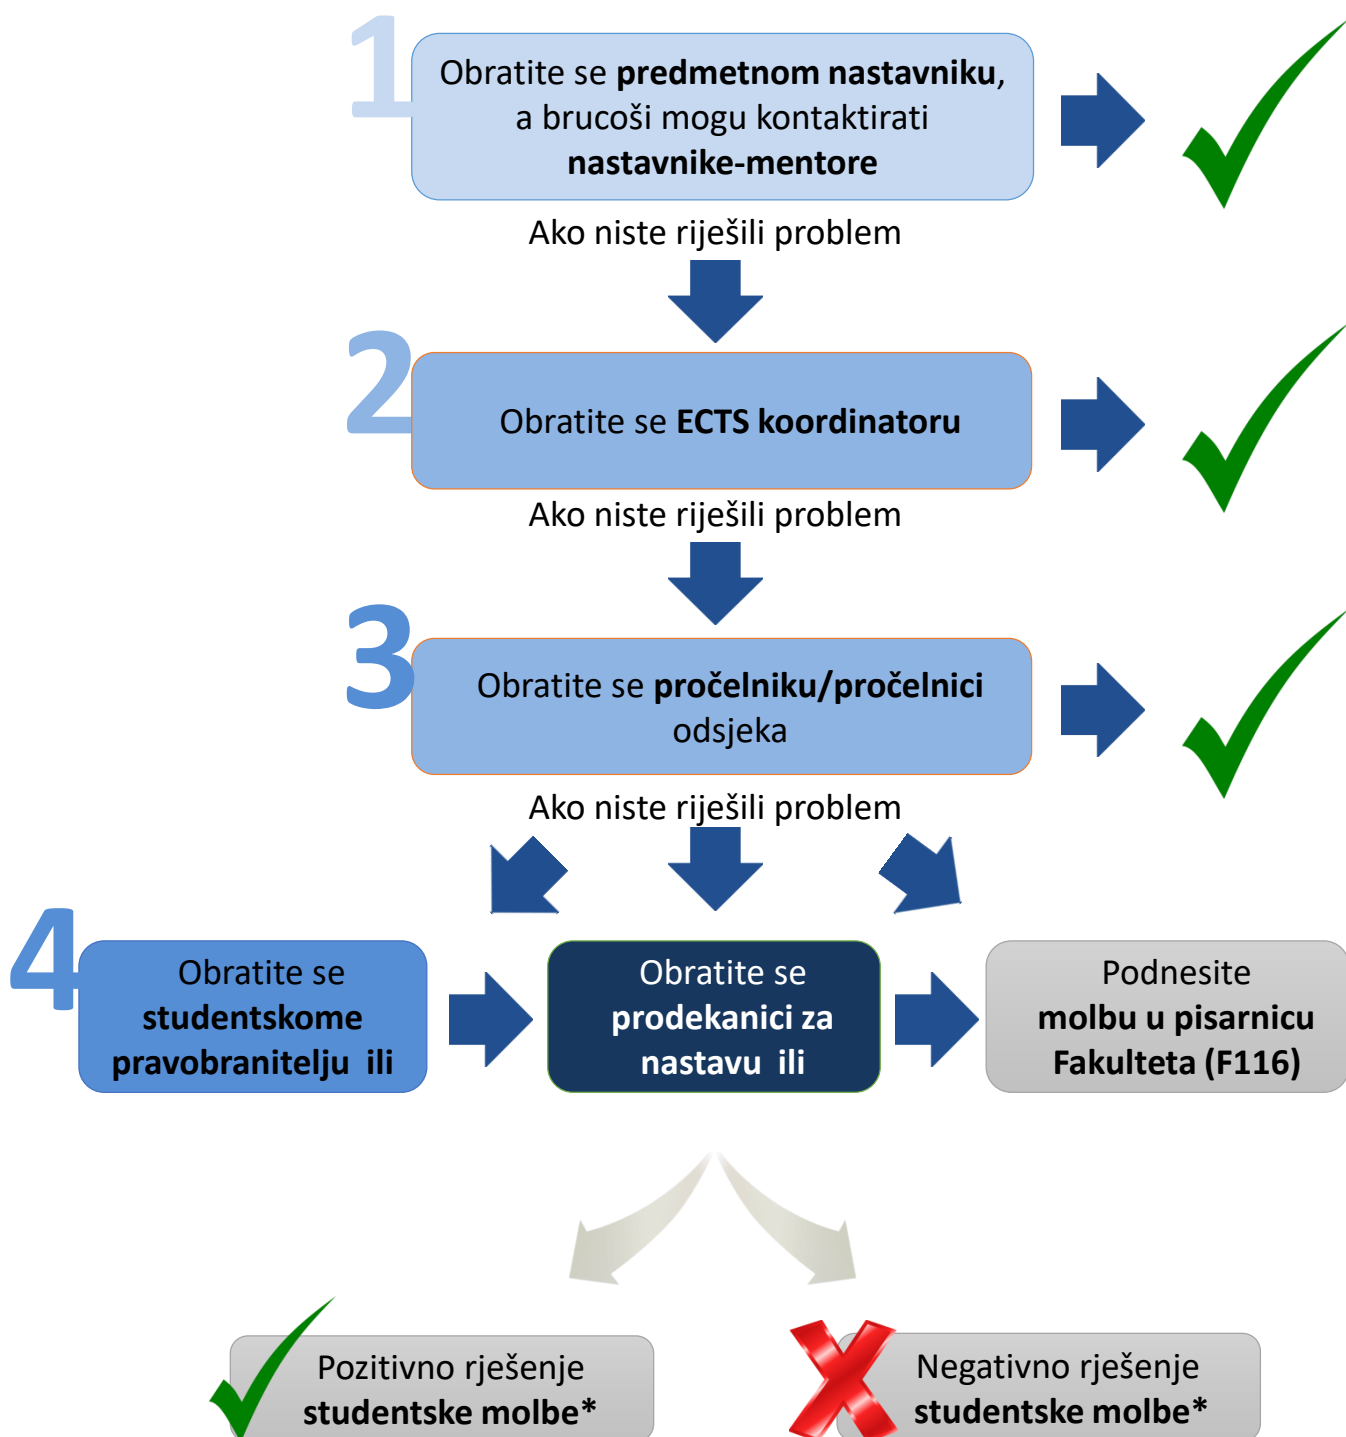 1
Obratite se predmetnom nastavniku,
a brucoši mogu kontaktirati
nastavnike-mentore
Ako niste riješili problem
2
Obratite se ECTS koordinatoru
Ako niste riješili problem
3
Obratite se pročelniku/pročelnici
odsjeka
Ako niste riješili problem
4
Obratite se
studentskome
pravobranitelju ili
Obratite se
prodekanici za
nastavu ili
Podnesite
molbu u pisarnicu
Fakulteta (F116)
Pozitivno rješenje
studentske molbe*
Negativno rješenje
studentske molbe*